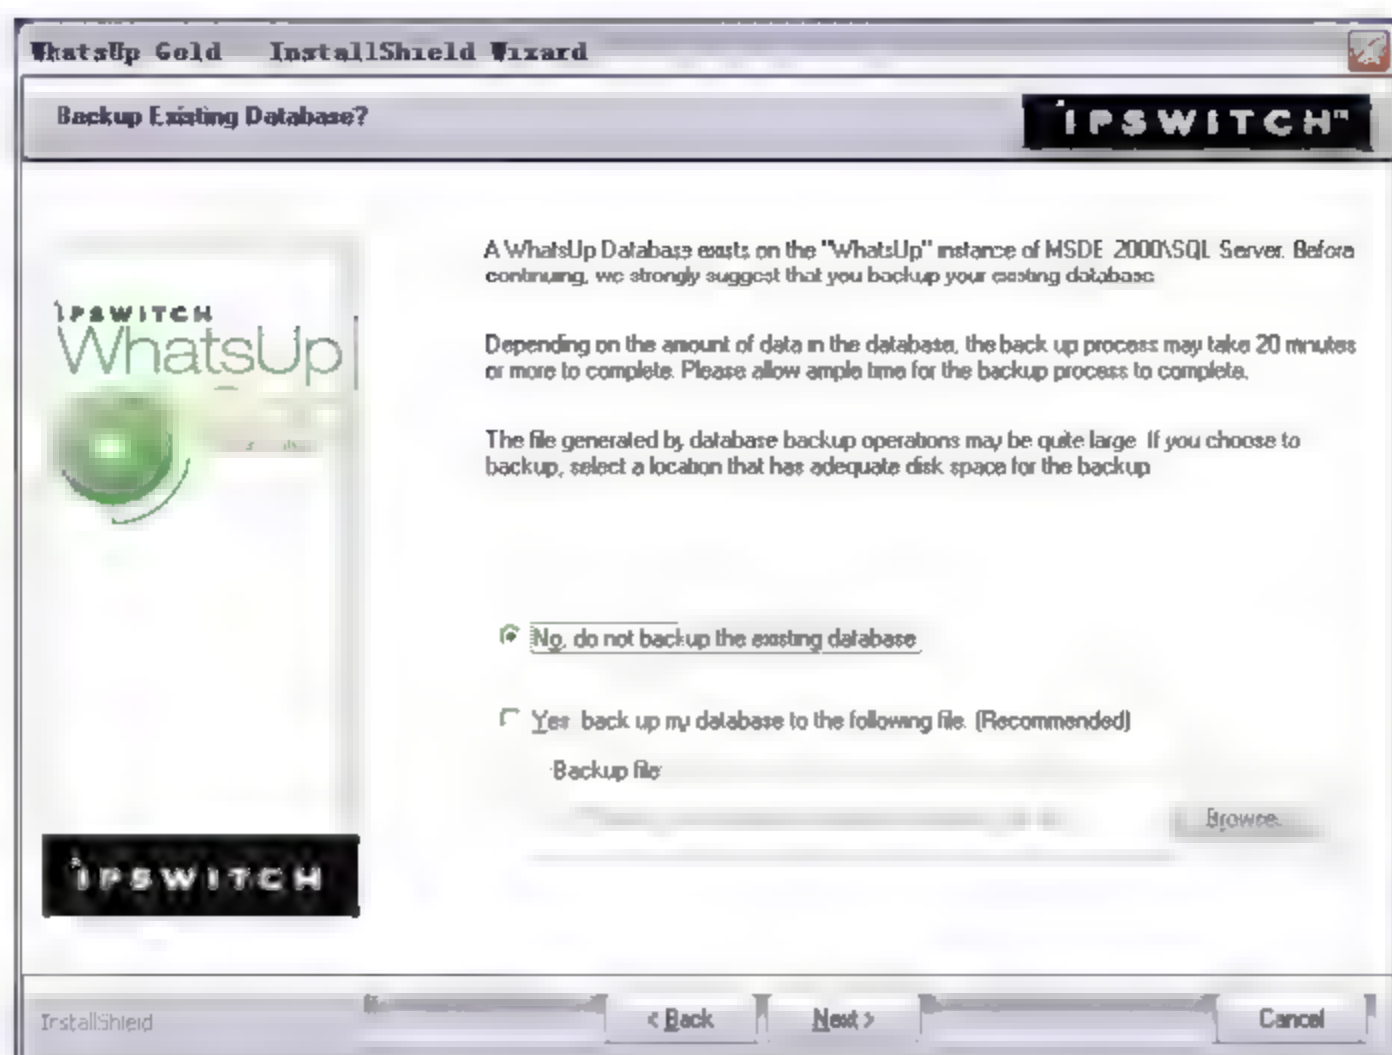 WhatsUp Gold InstallShield Wizard
Backup Existing Database?
IPSWITCH™
A WhatsUp Database exists on the "WhatsUp" instance of MSDE 2000\SQL Server. Before
continuing, we strongly suggest that you backup your existing database
Depending on the amount of data in the database, the back up process may take 20 minutes
or more to complete. Please allow ample time for the backup process to complete.
The file generated by database backup operations may be quite large. If you choose to
backup, select a location that has adequate disk space for the backup
IPSWITCH
WhatsUp
No, do not backup the existing database
Yes back up my database to the following file. (Recommended)
Backup file
Browse.
IPSWITCH
InstallShield
< Back
Next >
Cancel